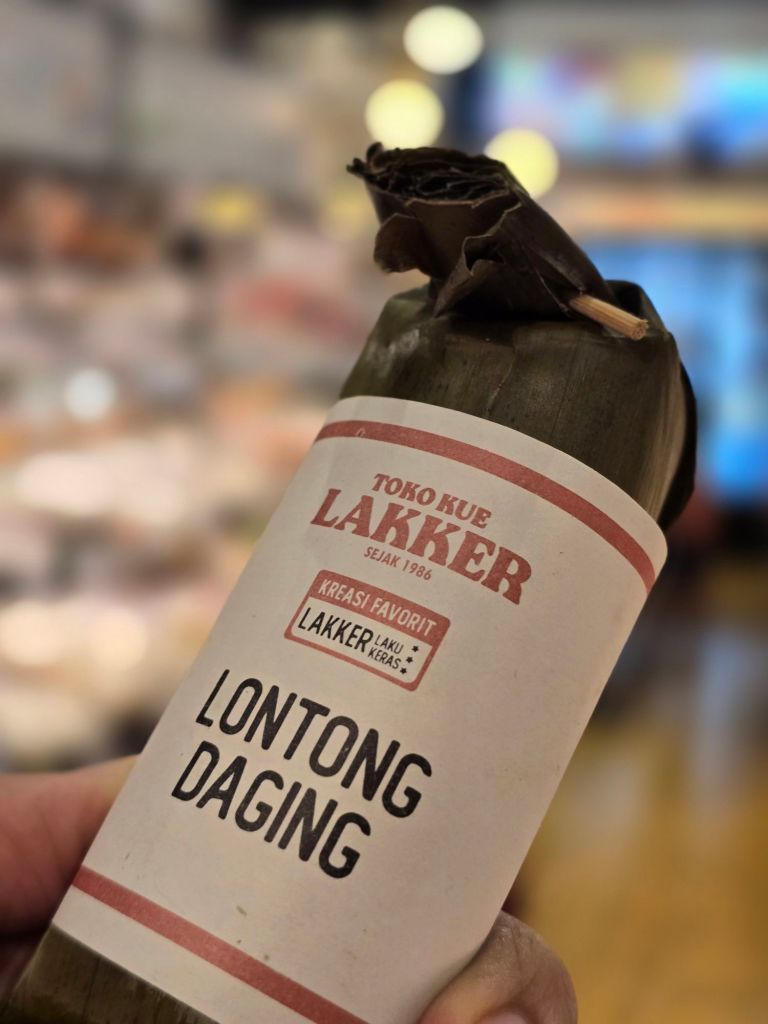 TOKO KUE
LAKKER
SEJAK 1986
KREASI FAVORIT
LAKKER LAKU
KERAS
LONTONG
DAGING